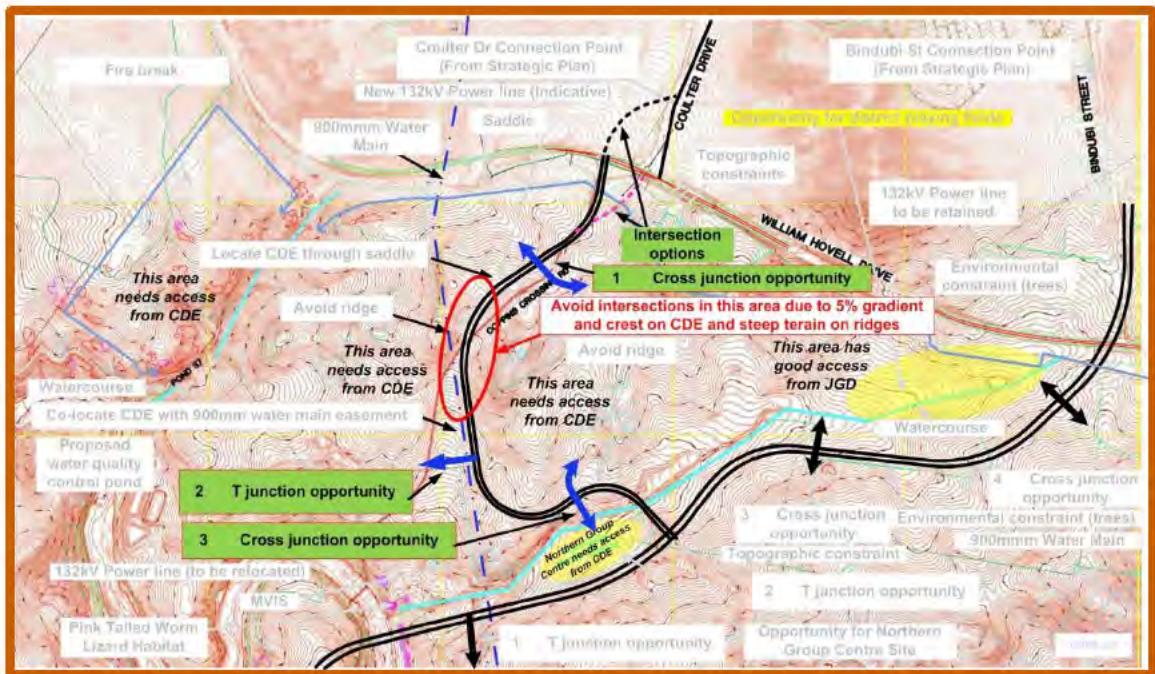 Coulter Dr Connection Point
(From Strategic Plan)
Bindubi St Connection Point
(From Strategic Plan)
Fire break
New 132kV Power line (Indicative)
COULTER DRIVE
BINDUBI STREET
900mmm Water
Main
Saddle
Topographic
constraints
132kV Power line
to be retained
WILLIAM HOVELL DRIVE
Intersection
options
Locate CDE through saddle
1 Cross junction opportunity
Environmental
constraint (trees)
This area
needs access
from CDE
Avoid ridge
Avoid intersections in this area due to 5% gradient
and crest on CDE and steep terain on ridges
This area
needs access
from CDE
Avoid ridge
This area has
good access
from JGD
This area
needs access
from CDE
Watercourse
Co-locate CDE with 900mm water main easement
Watercourse
Proposed
water quality
control pond
2 T junction opportunity
3 Cross junction opportunity
4 Cross junction
opportunity
3 Cross junction
opportunity
Environmental constraint (trees)
900mmm Water Main
Northern Group
Centre needs access
from CDE
Topographic constraint
132kV Power line (to be relocated)
MVIS
2 T junction opportunity
Pink Tailed Worm
Lizard Habitat
1 T junction opportunity
Opportunity for Northern
Group Centre Site